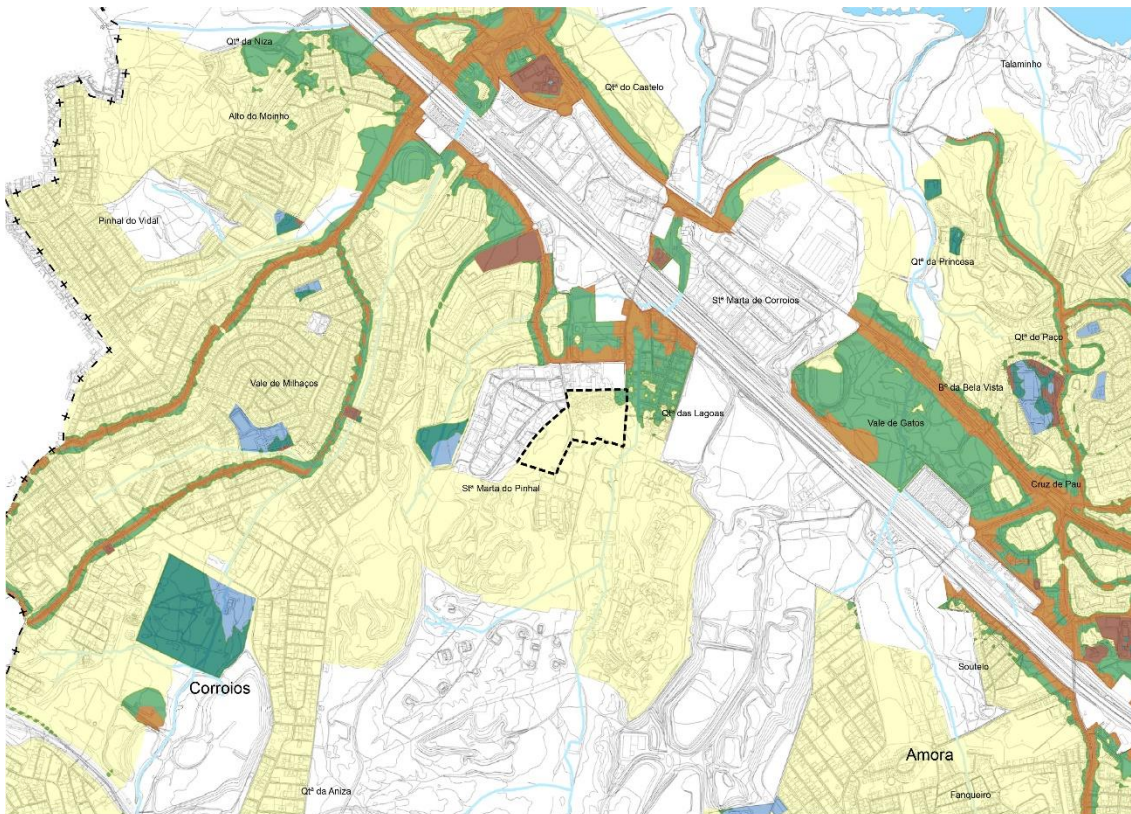 Qtª da Niza
Talaminho
Qtª do Castelo
Alto do Moinho
Pinhal do Vidal
Qtª da Princesa
Stª Marta de Corroios
Qtª do Paço
Vale de Milhaços
Bº da Bela Vista
Qtª das Lagoas
Vale de Gatos
Stª Marta do Pinhal
Cruz de Pau
Corroios
Soutelo
Amora
Qtª da Aniza
Fanqueiro